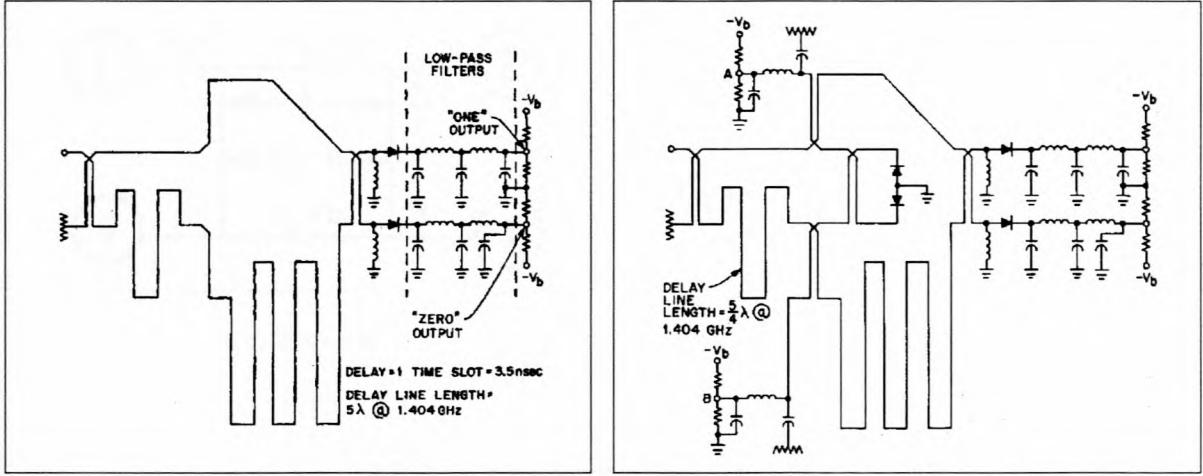 LOW-PASS
FILTERS
-Vb
"ONE"
OUTPUT
"ZERO"
OUTPUT
-Vb
DELAY=1 TIME SLOT=3.5nsec
DELAY LINE LENGTH=
5λ @ 1.404 GHz
-Vb
A
-Vb
DELAY
LINE
LENGTH=5/4 λ @
1.404 GHz
-Vb
-Vb
B